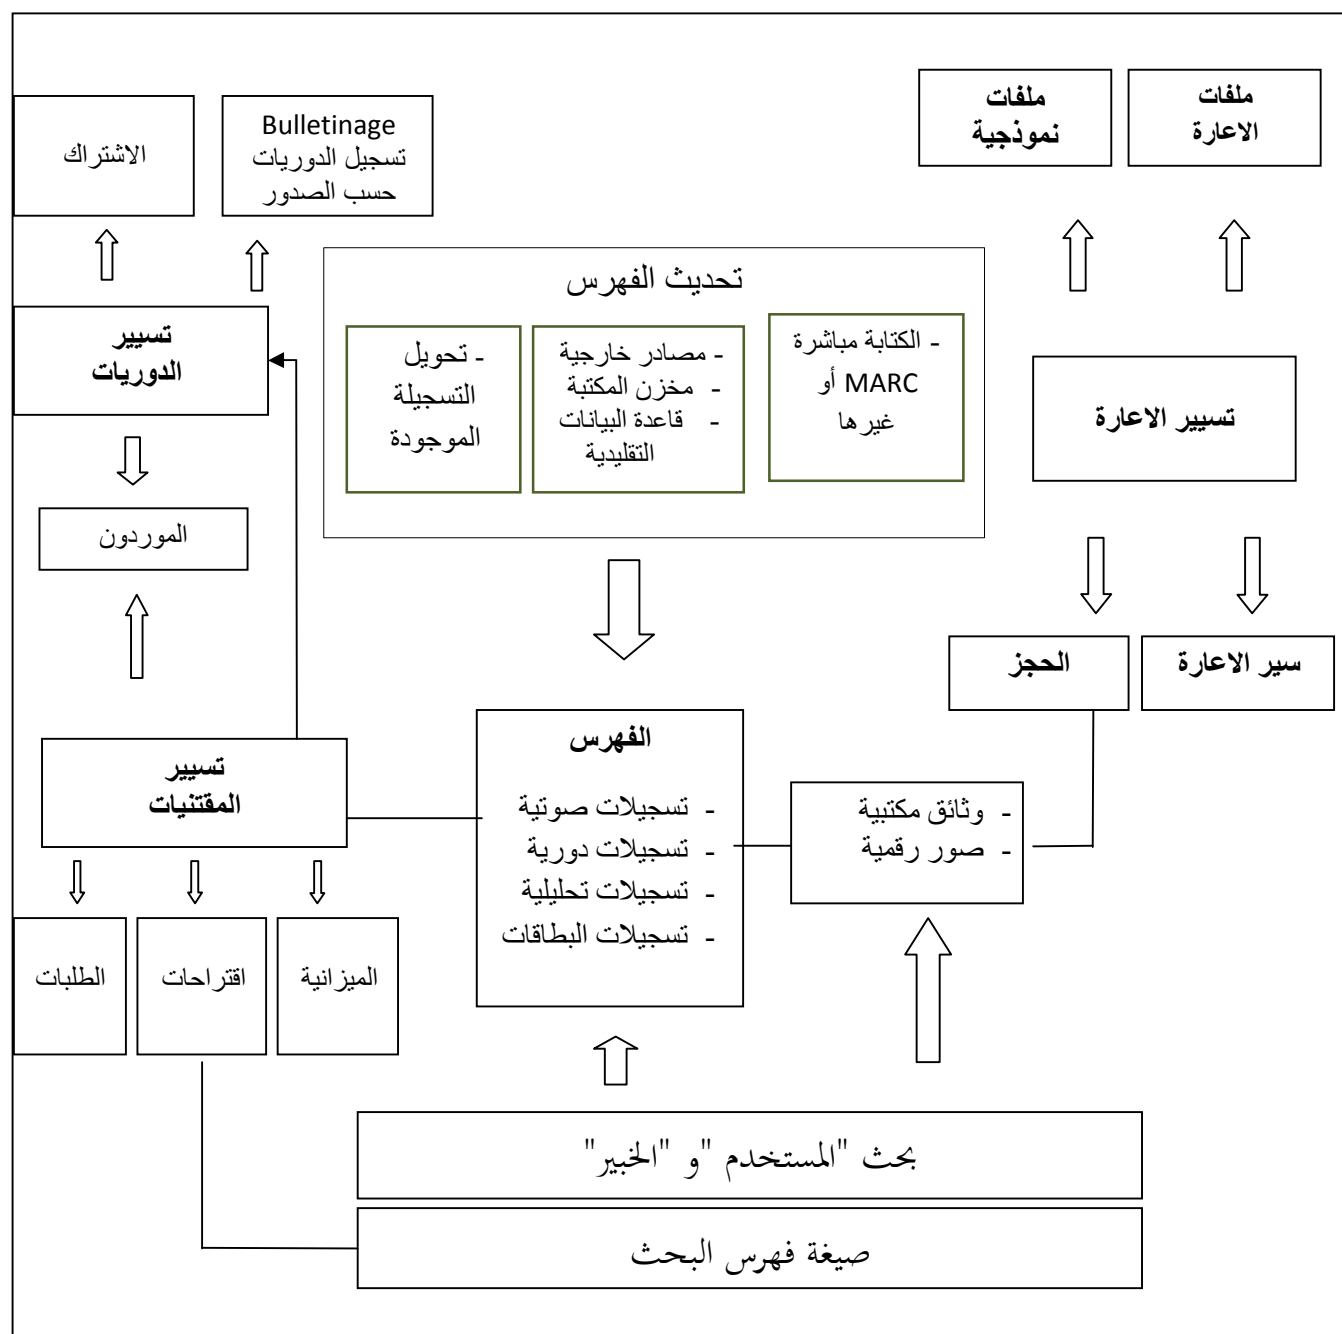 ملفات
الاعارة
ملفات
نموذجية
Bulletinage
تسجيل الدوريات
حسب الصدور
الاشتراك
تحديث الفهرس
- الكتابة مباشرة
MARC أو
غيرها
- مصادر خارجية
- مخزن المكتبة
- قاعدة البيانات
التقليدية
- تحويل
التسجيلة
الموجودة
تسيير
الدوريات
تسيير الاعارة
الموردون
سير الاعارة
الحجز
الفهرس
- تسجيلات صوتية
- تسجيلات دورية
- تسجيلات تحليلية
- تسجيلات البطاقات
- وثائق مكتبية
- صور رقمية
تسيير
المقتنيات
الميزانية
اقتراحات
الطلبات
بحث "المستخدم "و "الخبير"
صيغة فهرس البحث